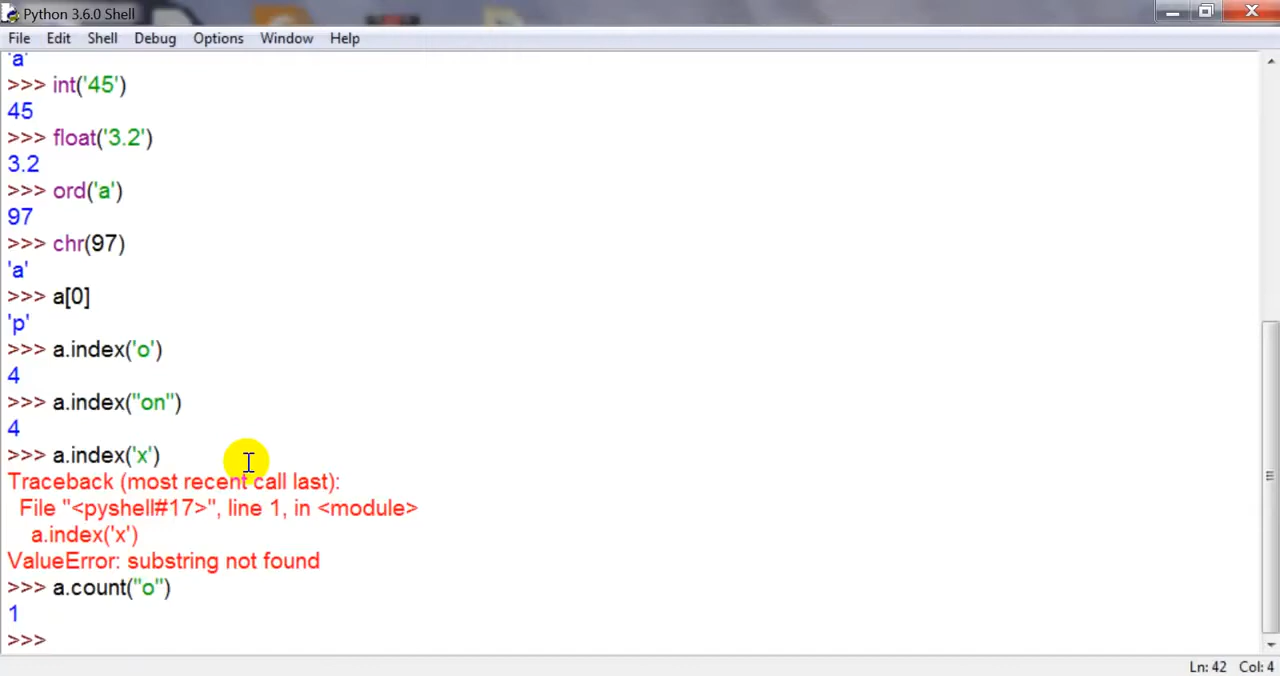 Python 3.6.0 Shell
File Edit Shell Debug Options Window Help
'a'
>>> int('45')
45
>>> float('3.2')
3.2
>>> ord('a')
97
>>> chr(97)
'a'
>>> a[0]
'p'
>>> a.index('o')
4
>>> a.index("on")
4
>>> a.index('x')
Traceback (most recent call last):
  File "<pyshell#17>", line 1, in <module>
    a.index('x')
ValueError: substring not found
>>> a.count("o")
1
>>>
Ln: 42 Col: 4